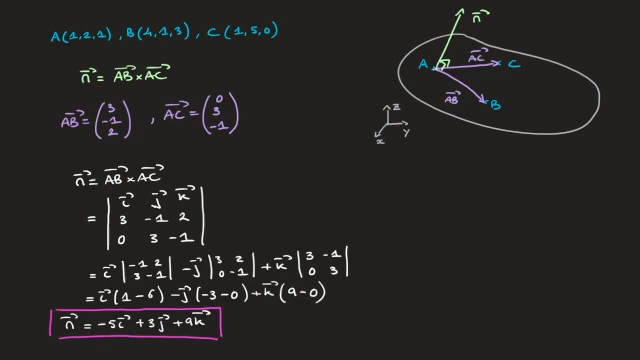 A(1,2,1) , B(4,1,3) , C(1,5,0)
n⃗ = AB⃗ × AC⃗
AB⃗ = (3 -1 2) , AC⃗ = (0 3 -1)
n⃗ = AB⃗ × AC⃗
= | i⃗ j⃗ k⃗ |
3 -1 2
0 3 -1
= i⃗ |-1 2 3 -1| - j⃗ |3 2 0 -1| + k⃗ |3 -1 0 3|
= i⃗ (1-6) - j⃗ (-3-0) + k⃗ (9-0)
n⃗ = -5i⃗ + 3j⃗ + 9k⃗
n⃗
A
AC⃗
C
AB⃗
B
z
y
x